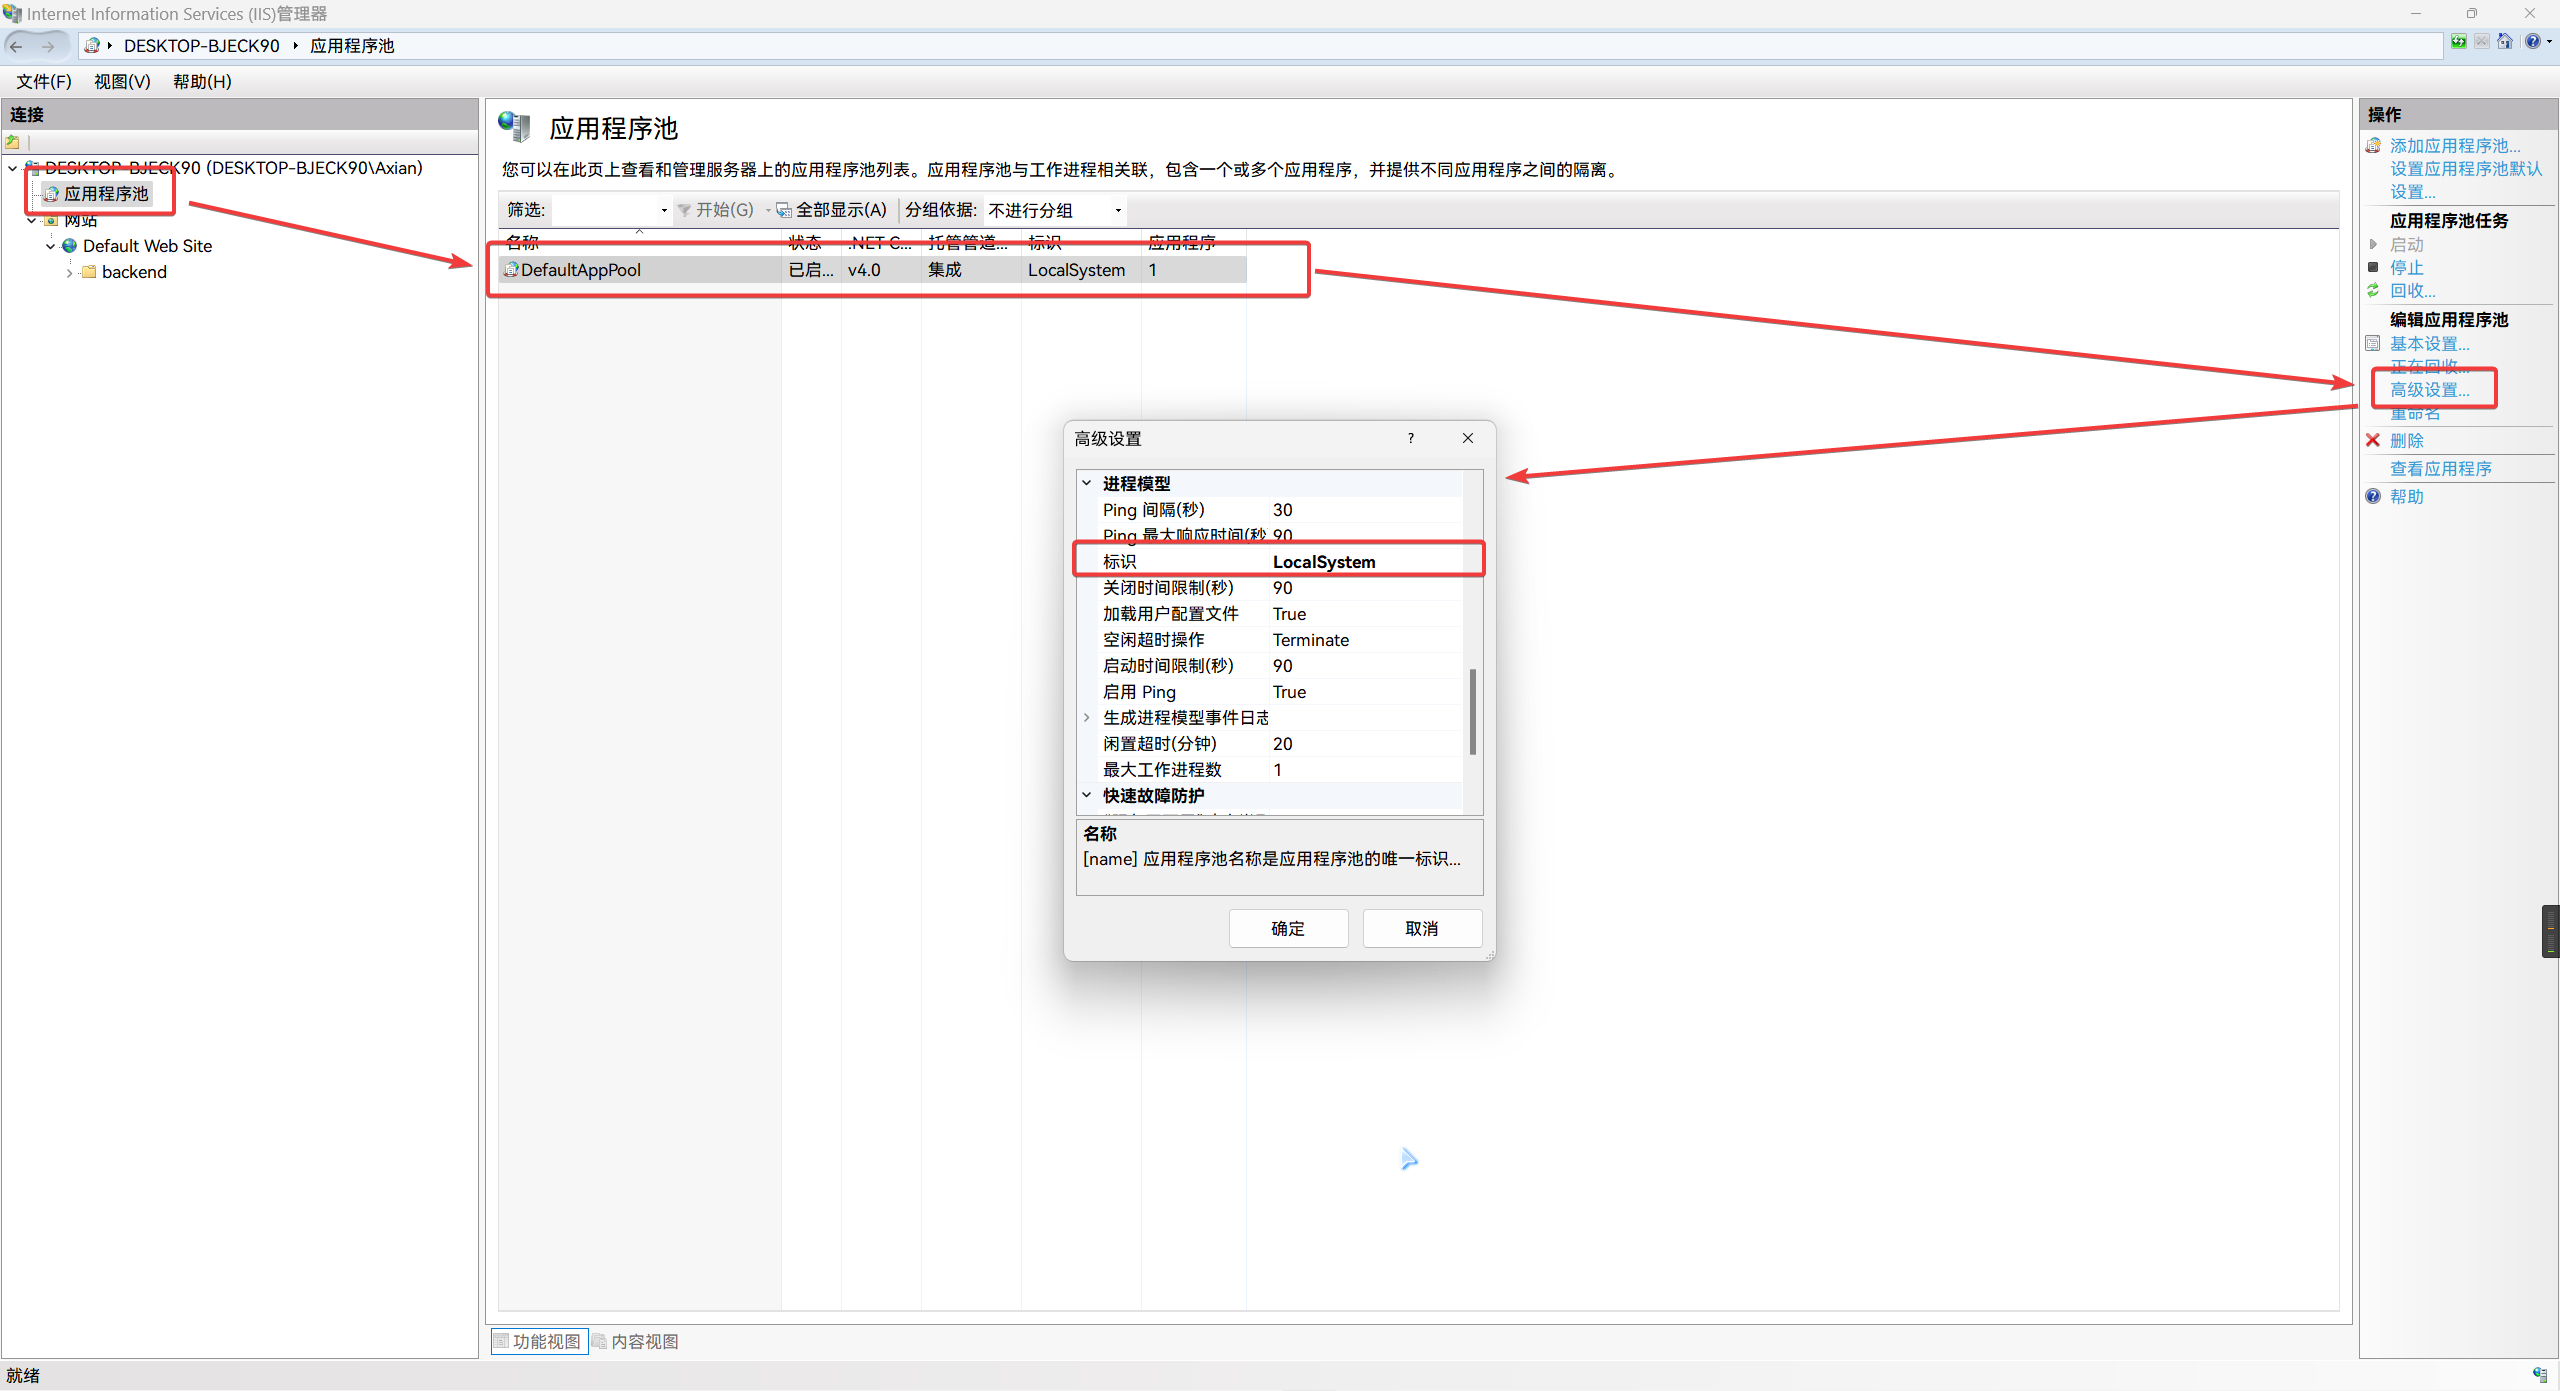 Internet Information Services (IIS)管理器
DESKTOP-BJECK90
应用程序池
文件(F)
视图(V)
帮助(H)
连接
DESKTOP-BJECK90 (DESKTOP-BJECK90\Axian)
应用程序池
网站
Default Web Site
backend
应用程序池
您可以在此页上查看和管理服务器上的应用程序池列表。应用程序池与工作进程相关联，包含一个或多个应用程序，并提供不同应用程序之间的隔离。
筛选: 开始(G) 全部显示(A) 分组依据: 不进行分组
名称 状态 .NET C... 托管管道... 标识 应用程序
DefaultAppPool 已启... v4.0 集成 LocalSystem 1
高级设置
?
进程模型
Ping 间隔(秒) 30
Ping 最大响应时间(秒 90
标识 LocalSystem
关闭时间限制(秒) 90
加载用户配置文件 True
空闲超时操作 Terminate
启动时间限制(秒) 90
启用 Ping True
生成进程模型事件日志
闲置超时(分钟) 20
最大工作进程数 1
快速故障防护
名称
[name] 应用程序池名称是应用程序池的唯一标识...
确定
取消
操作
添加应用程序池...
设置应用程序池默认
设置...
应用程序池任务
启动
停止
回收...
编辑应用程序池
基本设置...
正在回收...
高级设置...
重命名
删除
查看应用程序
帮助
功能视图
内容视图
就绪